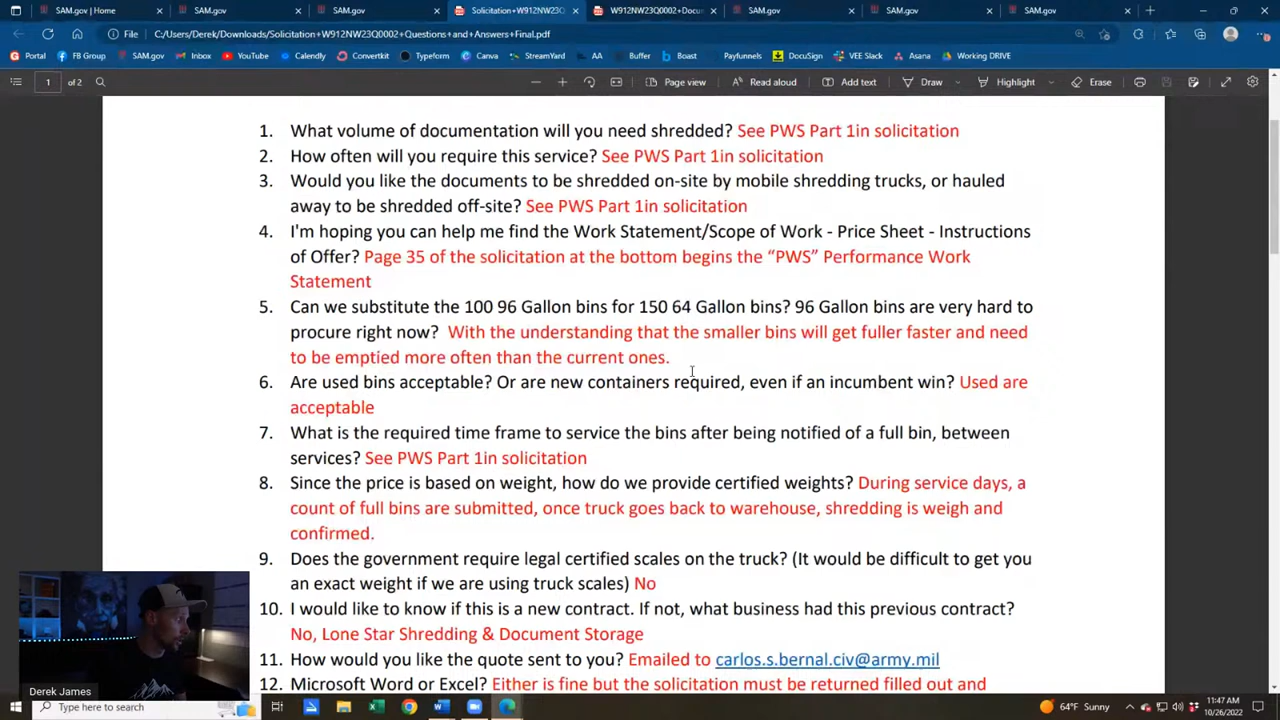 SAM.gov | Home
SAM.gov
SAM.gov
Solicitation+W912NW23Q0002
W912NW23Q0002+Docu
SAM.gov
SAM.gov
SAM.gov
File
C:/Users/Derek/Downloads/Solicitation+W912NW23Q0002+Questions+and+Answers+Final.pdf
Portal
FB Group
SAM.gov
Inbox
YouTube
Calendly
Convertkit
Typeform
Canva
StreamYard
Buffer
Boast
Payfunnels
DocuSign
VEE Slack
Asana
Working DRIVE
1 of 2
Page view
Read aloud
Add text
Draw
Highlight
Erase
1. What volume of documentation will you need shredded? See PWS Part 1in solicitation
2. How often will you require this service? See PWS Part 1in solicitation
3. Would you like the documents to be shredded on-site by mobile shredding trucks, or hauled
away to be shredded off-site? See PWS Part 1in solicitation
4. I'm hoping you can help me find the Work Statement/Scope of Work - Price Sheet - Instructions
of Offer? Page 35 of the solicitation at the bottom begins the “PWS” Performance Work
Statement
5. Can we substitute the 100 96 Gallon bins for 150 64 Gallon bins? 96 Gallon bins are very hard to
procure right now? With the understanding that the smaller bins will get fuller faster and need
to be emptied more often than the current ones.
6. Are used bins acceptable? Or are new containers required, even if an incumbent win? Used are
acceptable
7. What is the required time frame to service the bins after being notified of a full bin, between
services? See PWS Part 1in solicitation
8. Since the price is based on weight, how do we provide certified weights? During service days, a
count of full bins are submitted, once truck goes back to warehouse, shredding is weigh and
confirmed.
9. Does the government require legal certified scales on the truck? (It would be difficult to get you
an exact weight if we are using truck scales) No
10. I would like to know if this is a new contract. If not, what business had this previous contract?
No, Lone Star Shredding & Document Storage
11. How would you like the quote sent to you? Emailed to carlos.s.bernal.civ@army.mil
12. Microsoft Word or Excel? Either is fine but the solicitation must be returned filled out and
Derek James
Type here to search
64°F Sunny
11:47 AM
10/26/2022